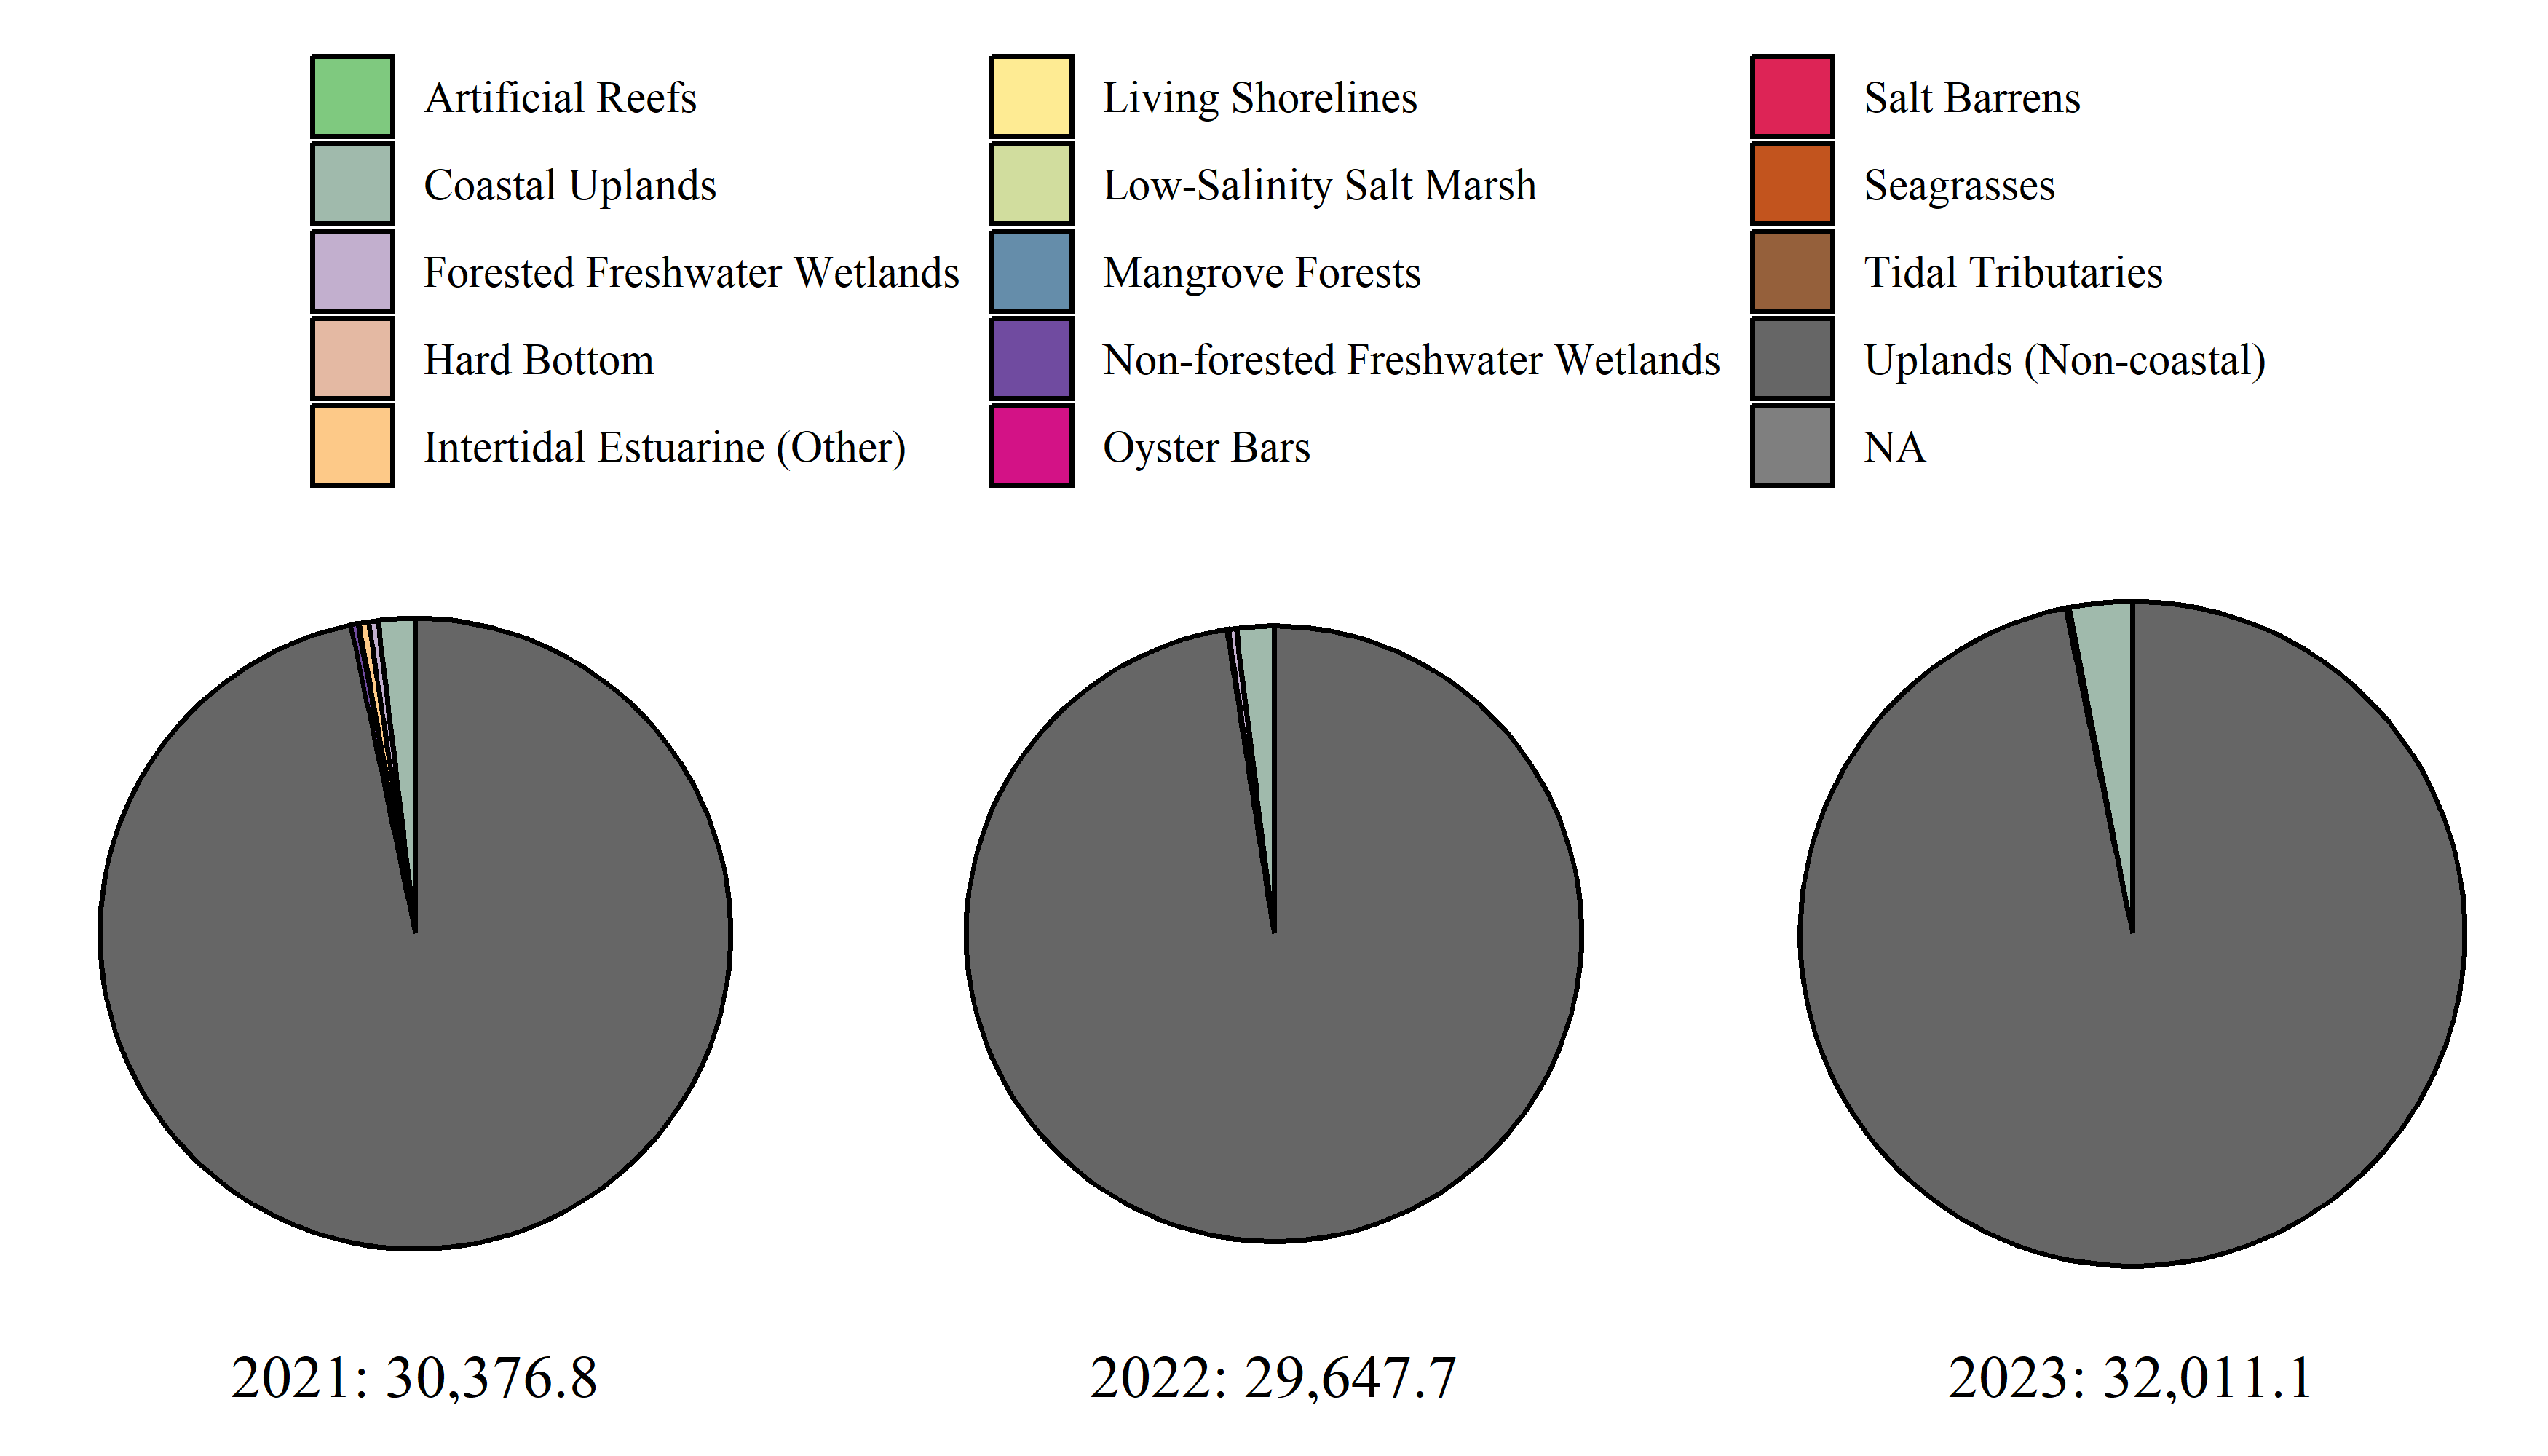 Artificial Reefs
Coastal Uplands
Forested Freshwater Wetlands
Hard Bottom
Intertidal Estuarine (Other)
Living Shorelines
Low-Salinity Salt Marsh
Mangrove Forests
Non-forested Freshwater Wetlands
Oyster Bars
Salt Barrens
Seagrasses
Tidal Tributaries
Uplands (Non-coastal)
NA
2021: 30,376.8
2022: 29,647.7
2023: 32,011.1